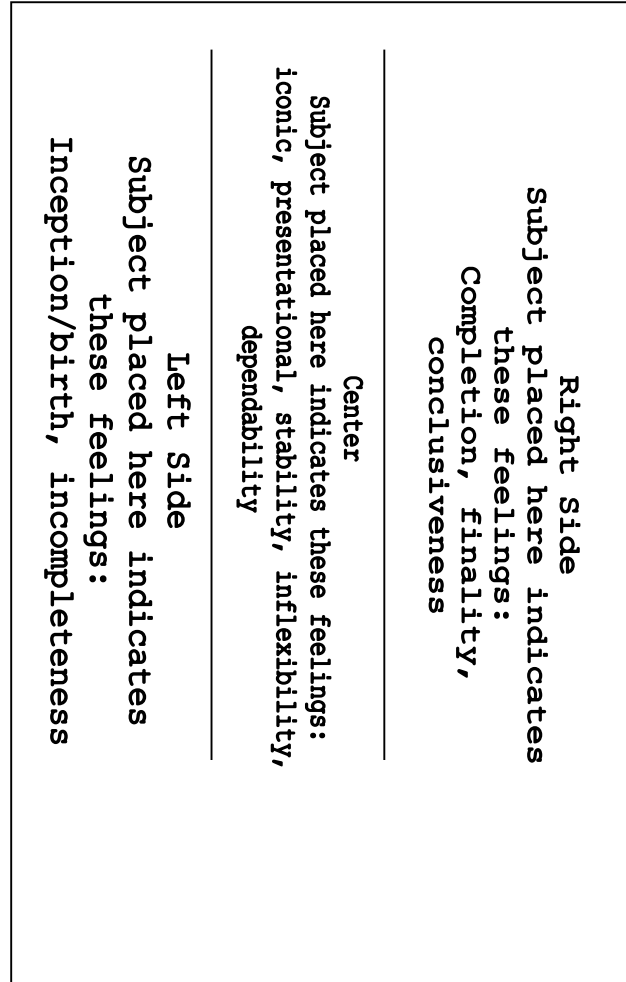 Right Side
Subject placed here indicates
these feelings:
Completion, finality,
conclusiveness
Center
Subject placed here indicates these feelings:
iconic, presentational, stability, inflexibility,
dependability
Left Side
Subject placed here indicates
these feelings:
Inception/birth, incompleteness